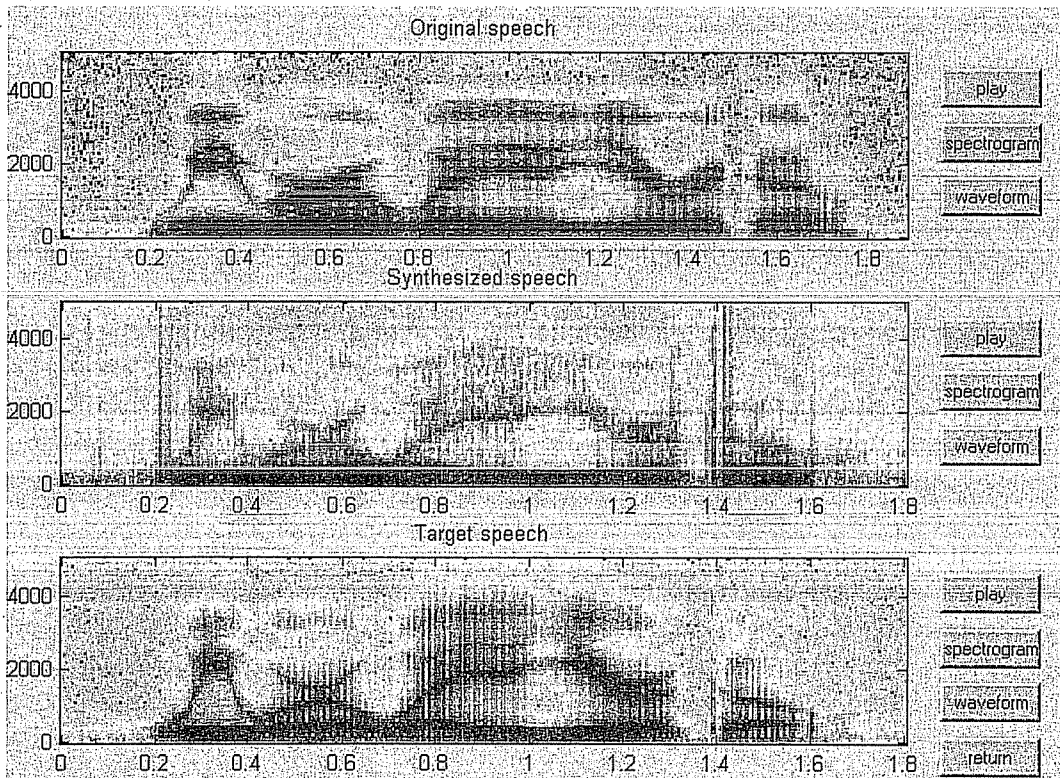 Original speech
4000
2000
0
0 0.2 0.4 0.6 0.8 1 1.2 1.4 1.6 1.8
play
spectrogram
waveform
Synthesized speech
4000
2000
0
0 0.2 0.4 0.6 0.8 1 1.2 1.4 1.6 1.8
play
spectrogram
waveform
Target speech
4000
2000
0
0 0.2 0.4 0.6 0.8 1 1.2 1.4 1.6 1.8
play
spectrogram
waveform
return